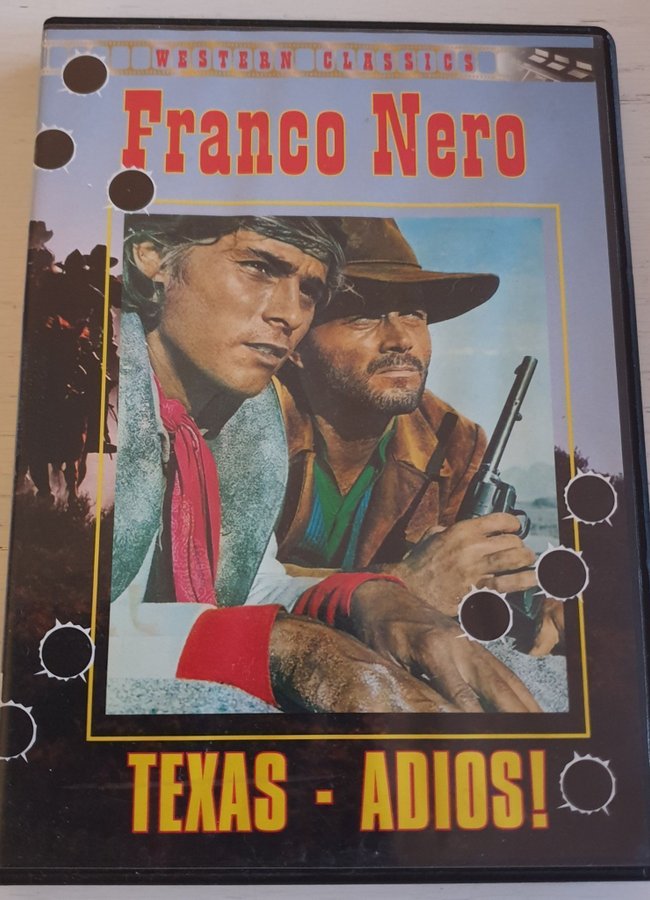 WESTERN CLASSICS
Franco Nero
TEXAS - ADIOS!